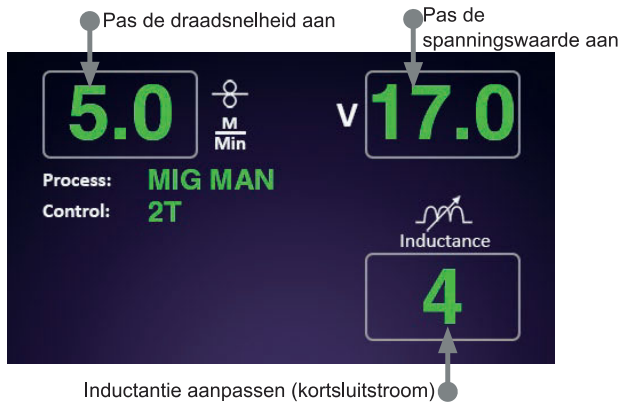 Pas de draadsnelheid aan
Pas de
spanningswaarde aan
5.0
M
Min
V 17.0
Process: MIG MAN
Control: 2T
Inductance
4
Inductantie aanpassen (kortsluitstroom)